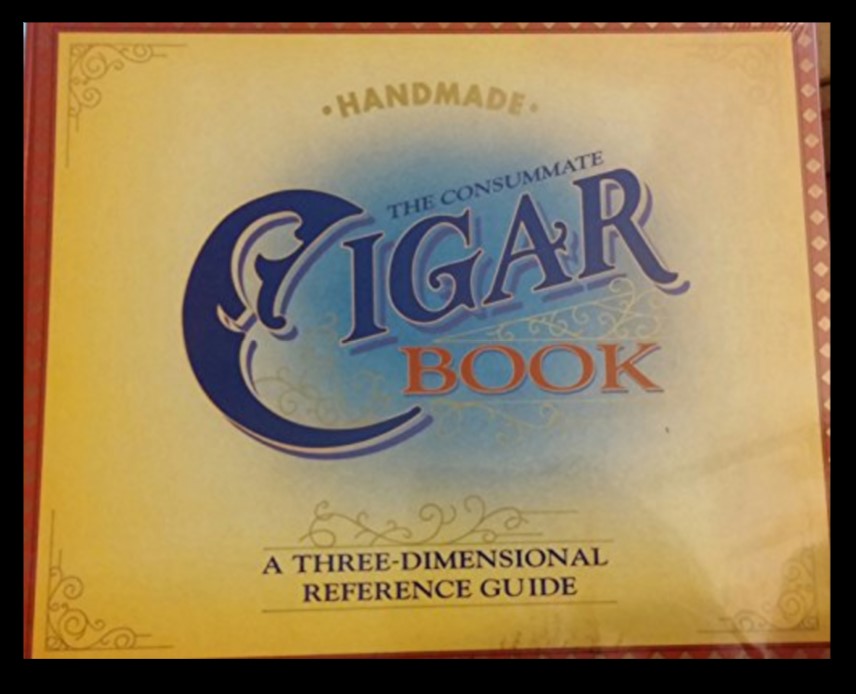 • HANDMADE •
THE CONSUMMATE
CIGAR
BOOK
A THREE-DIMENSIONAL
REFERENCE GUIDE